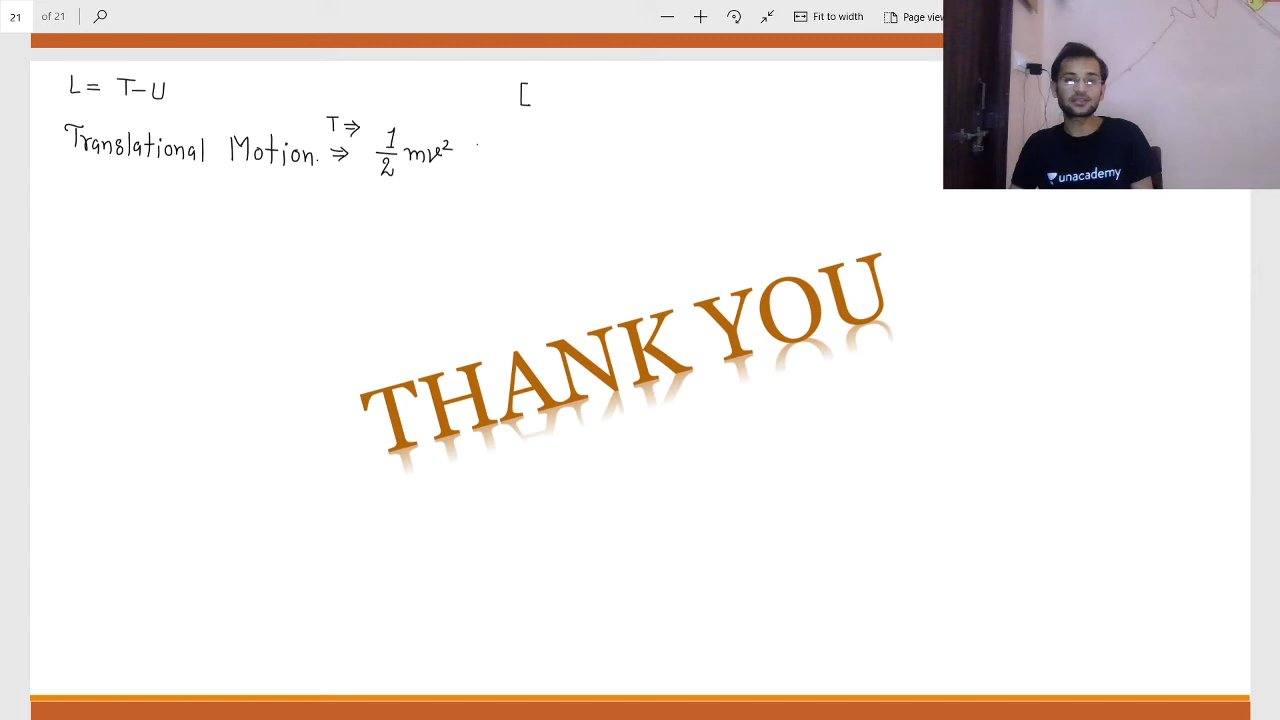 21 of 21 Fit to width Page view
L = T - U [
T ⇒
Translational Motion. ⇒ 1/2 mv²
unacademy
THANK YOU